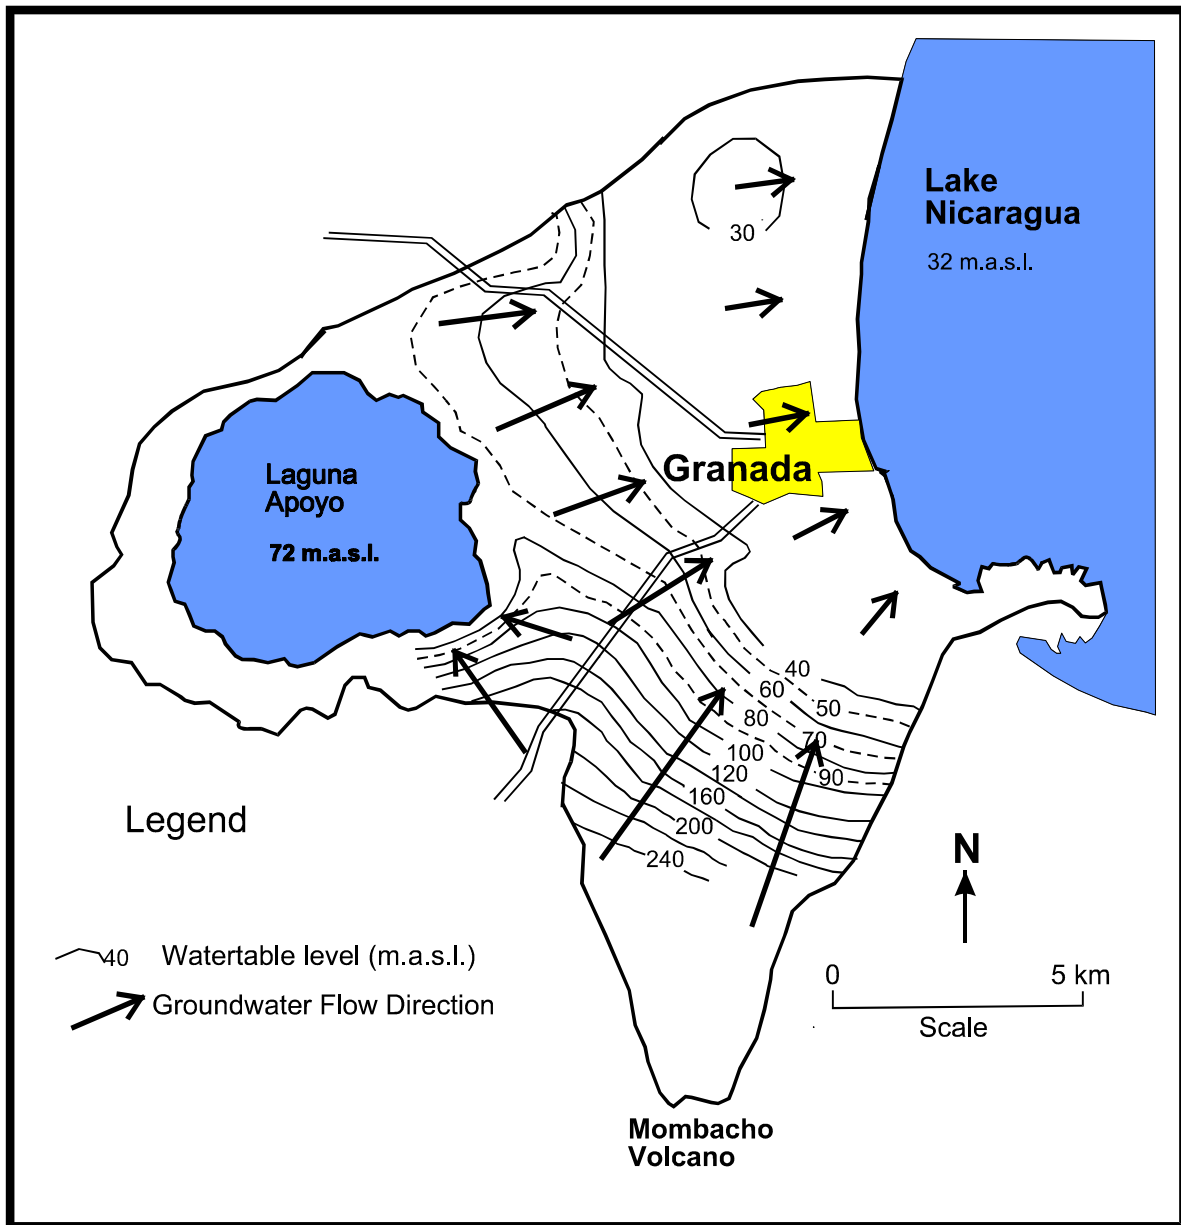 Lake
Nicaragua
32 m.a.s.l.
30
Granada
Laguna
Apoyo
72 m.a.s.l.
40
60
50
80
70
100
90
120
160
200
240
Legend
40 Watertable level (m.a.s.l.)
Groundwater Flow Direction
N
0 5 km
Scale
Mombacho
Volcano